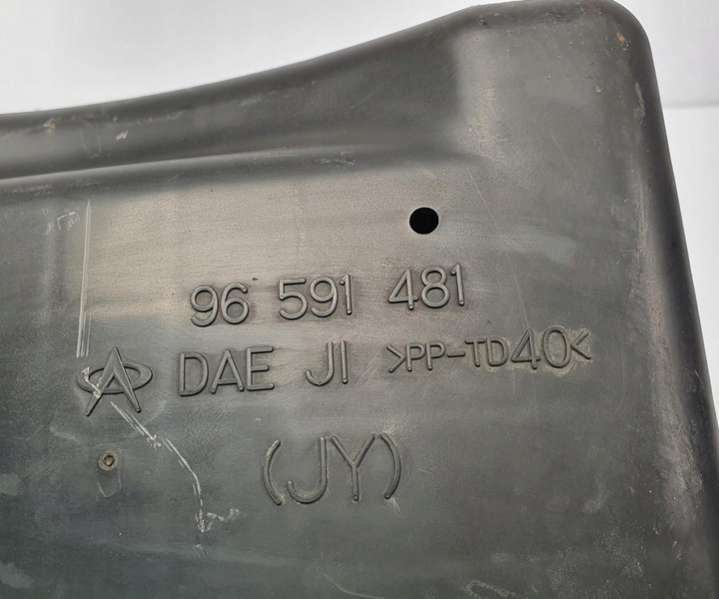 96 591 481
DAE JI >PP-TD40<
(JY)